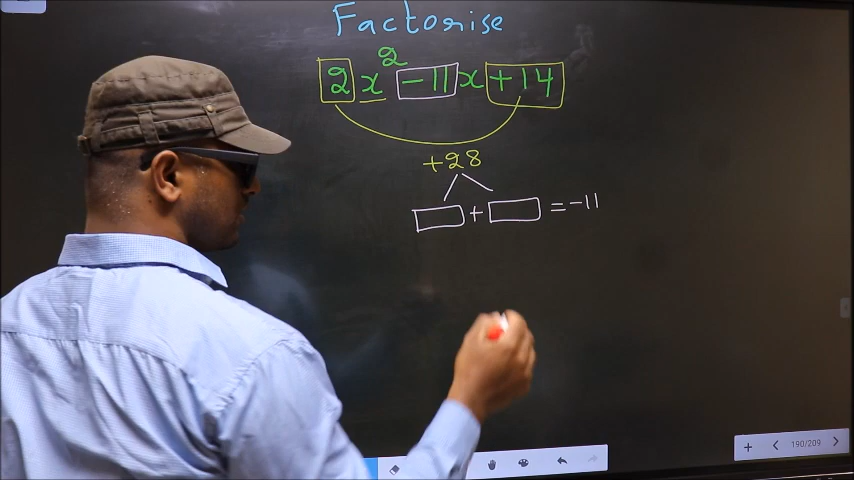 Factorise
2x² -11x +14
+28
+ = -11
190/209